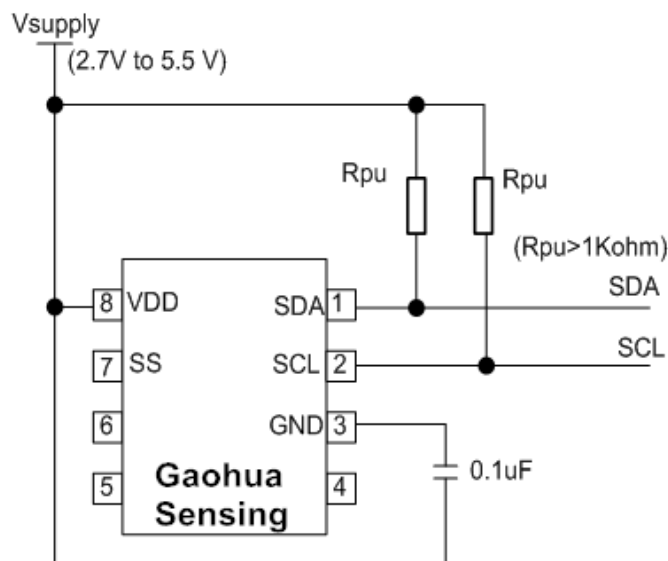 Vsupply
(2.7V to 5.5 V)
Rpu
Rpu
(Rpu>1Kohm)
SDA
SCL
8 VDD
SDA 1
7 SS
SCL 2
6
GND 3
5
4
Gaohua
Sensing
0.1uF